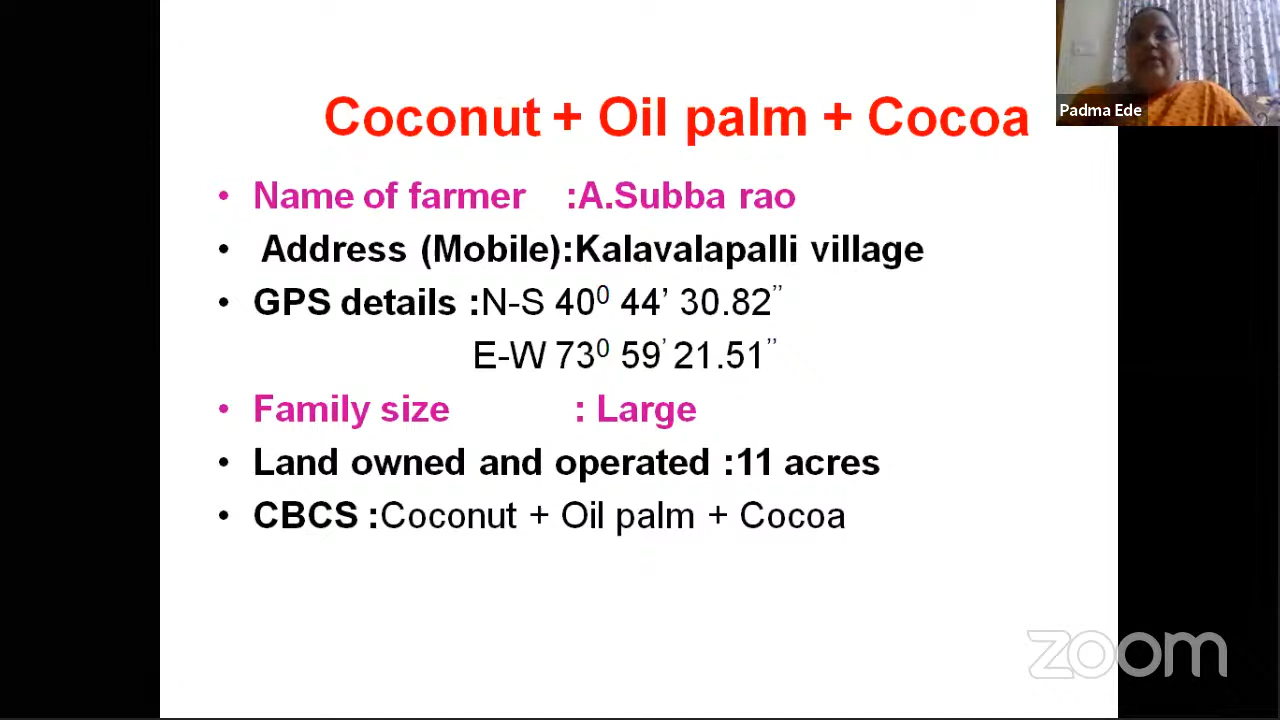 Coconut + Oil palm + Cocoa
Padma Ede
• Name of farmer :A.Subba rao
• Address (Mobile):Kalavalapalli village
• GPS details :N-S 40⁰ 44’ 30.82’’
E-W 73⁰ 59’ 21.51’’
• Family size : Large
• Land owned and operated :11 acres
• CBCS :Coconut + Oil palm + Cocoa
zoom